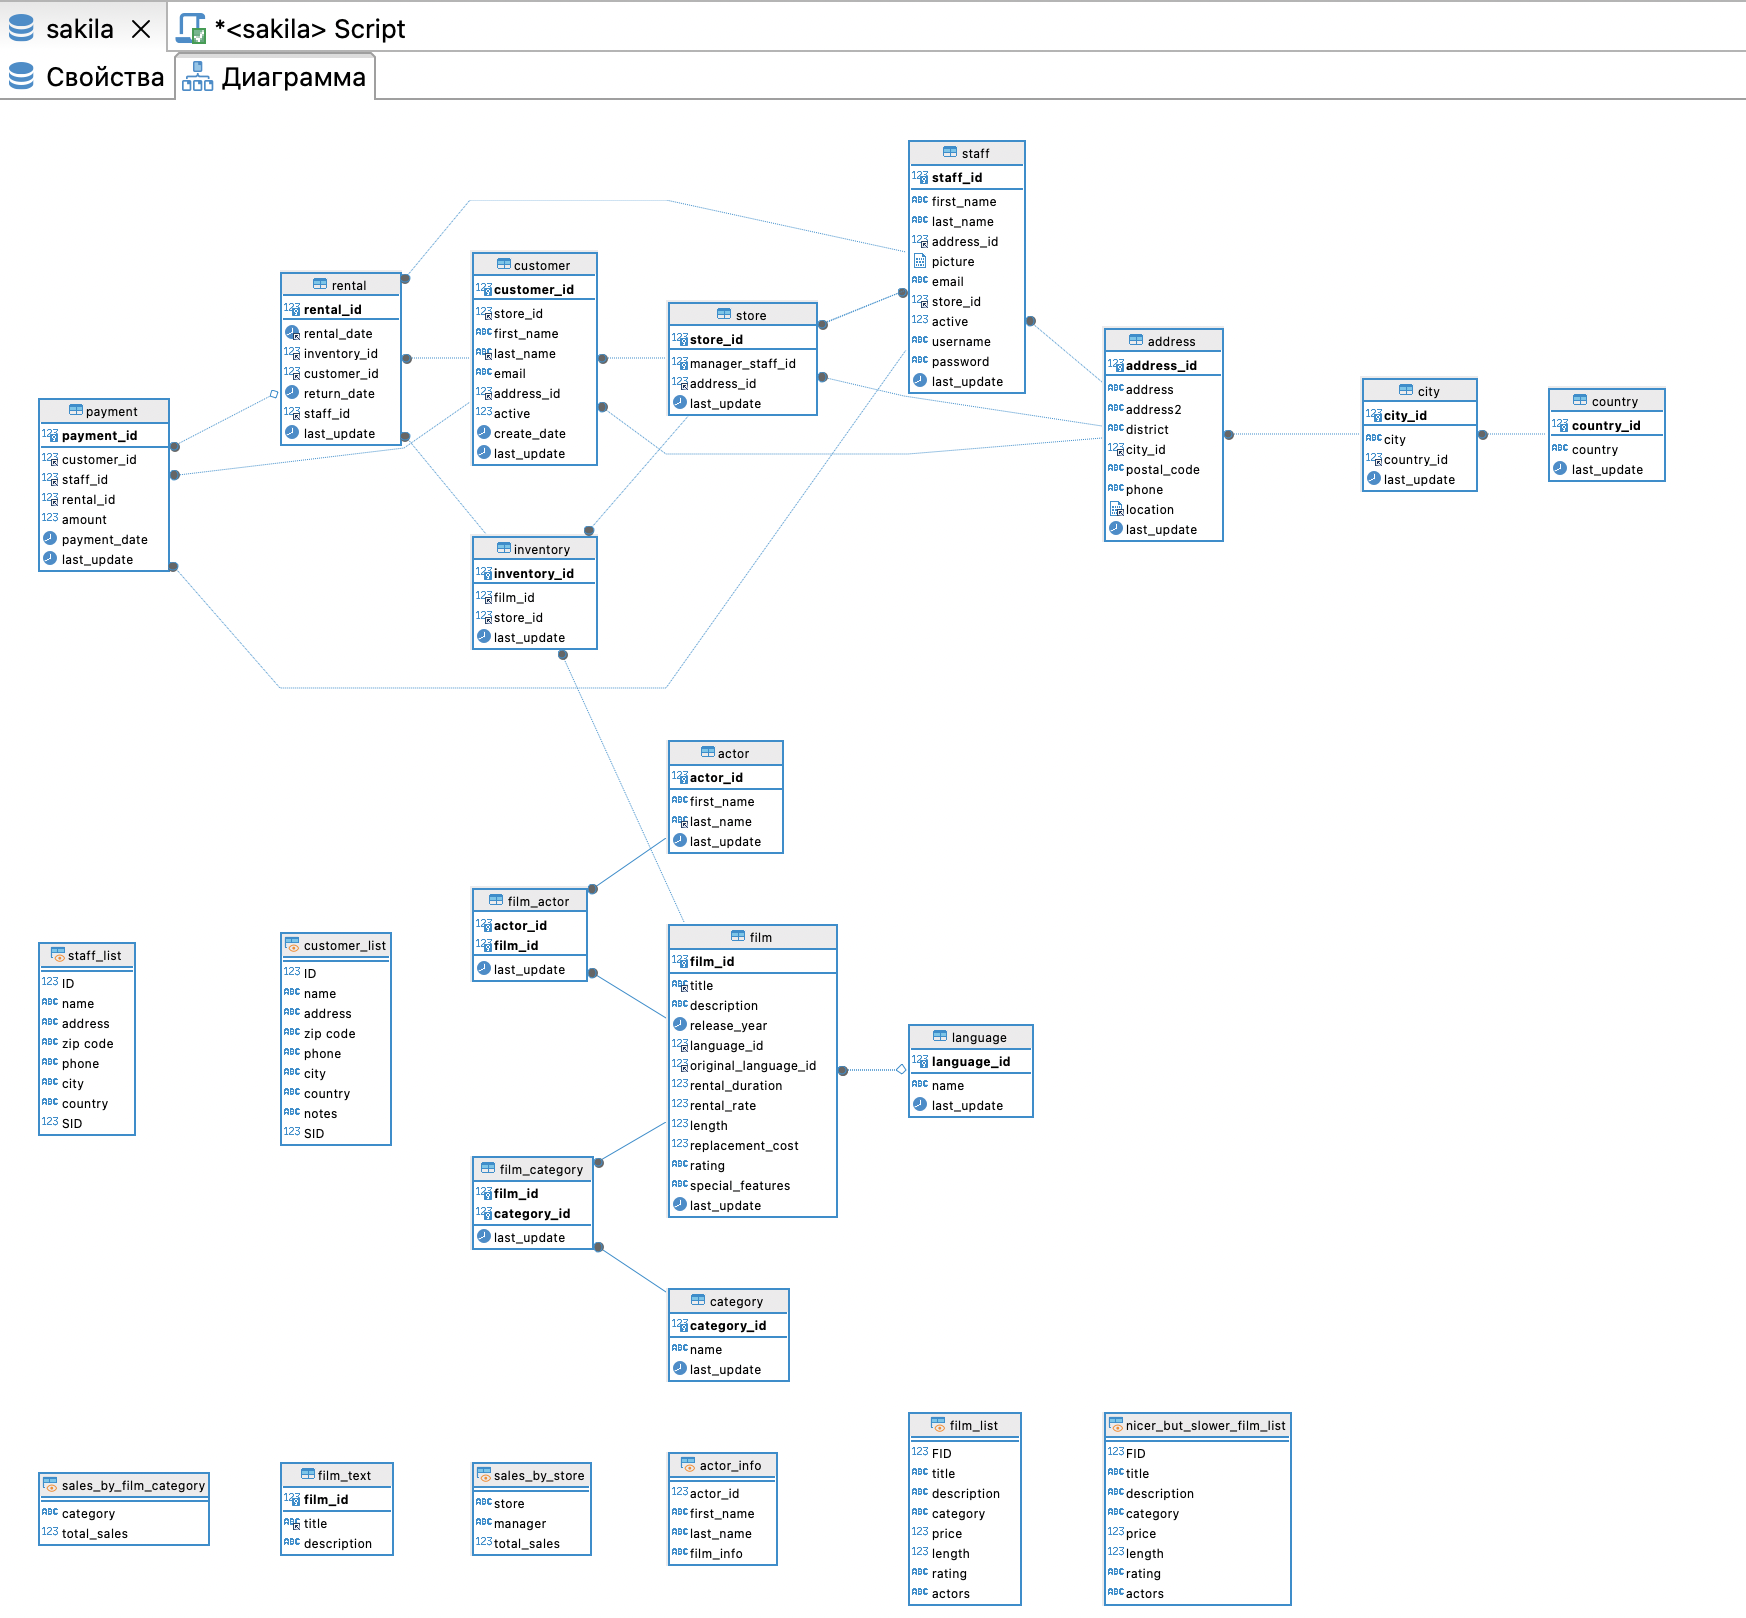 sakila
*<sakila> Script
Свойства
Диаграмма
staff
staff_id
first_name
last_name
address_id
picture
email
store_id
active
username
password
last_update
customer
customer_id
store_id
first_name
last_name
email
address_id
active
create_date
last_update
rental
rental_id
rental_date
inventory_id
customer_id
return_date
staff_id
last_update
store
store_id
manager_staff_id
address_id
last_update
address
address_id
address
address2
district
city_id
postal_code
phone
location
last_update
city
city_id
city
country_id
last_update
country
country_id
country
last_update
payment
payment_id
customer_id
staff_id
rental_id
amount
payment_date
last_update
inventory
inventory_id
film_id
store_id
last_update
actor
actor_id
first_name
last_name
last_update
film_actor
actor_id
film_id
last_update
film
film_id
title
description
release_year
language_id
original_language_id
rental_duration
rental_rate
length
replacement_cost
rating
special_features
last_update
staff_list
ID
name
address
zip code
phone
city
country
SID
customer_list
ID
name
address
zip code
phone
city
country
notes
SID
language
language_id
name
last_update
film_category
film_id
category_id
last_update
category
category_id
name
last_update
sales_by_film_category
category
total_sales
film_text
film_id
title
description
sales_by_store
store
manager
total_sales
actor_info
actor_id
first_name
last_name
film_info
film_list
FID
title
description
category
price
length
rating
actors
nicer_but_slower_film_list
FID
title
description
category
price
length
rating
actors